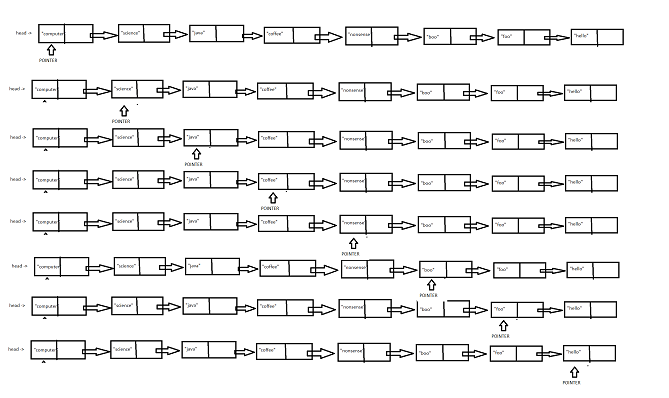 head -> "computer" "science" "java" "coffee" "nonsense" "boo" "foo" "hello"
POINTER
head -> "computer" "science" "java" "coffee" "nonsense" "boo" "foo" "hello"
POINTER
head -> "computer" "science" "java" "coffee" "nonsense" "boo" "foo" "hello"
POINTER
head -> "computer" "science" "java" "coffee" "nonsense" "boo" "foo" "hello"
POINTER
head -> "computer" "science" "java" "coffee" "nonsense" "boo" "foo" "hello"
POINTER
head -> "computer" "science" "java" "coffee" "nonsense" "boo" "foo" "hello"
POINTER
head -> "computer" "science" "java" "coffee" "nonsense" "boo" "foo" "hello"
POINTER
head -> "computer" "science" "java" "coffee" "nonsense" "boo" "foo" "hello"
POINTER